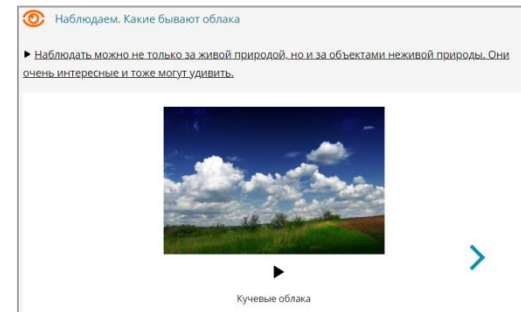 Наблюдаем. Какие бывают облака
Наблюдать можно не только за живой природой, но и за объектами неживой природы. Они
очень интересные и тоже могут удивить.
Кучевые облака